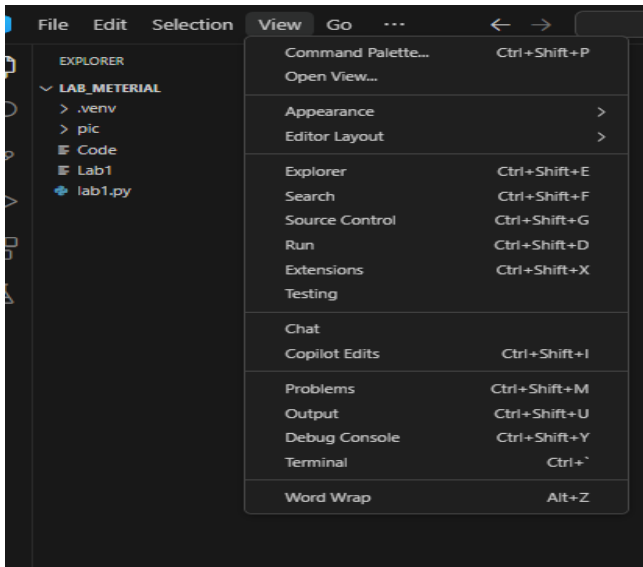 File Edit Selection View Go ···
EXPLORER
LAB_METERIAL
.venv
pic
Code
Lab1
lab1.py
Command Palette... Ctrl+Shift+P
Open View...
Appearance
Editor Layout
Explorer Ctrl+Shift+E
Search Ctrl+Shift+F
Source Control Ctrl+Shift+G
Run Ctrl+Shift+D
Extensions Ctrl+Shift+X
Testing
Chat
Copilot Edits Ctrl+Shift+I
Problems Ctrl+Shift+M
Output Ctrl+Shift+U
Debug Console Ctrl+Shift+Y
Terminal Ctrl+`
Word Wrap Alt+Z